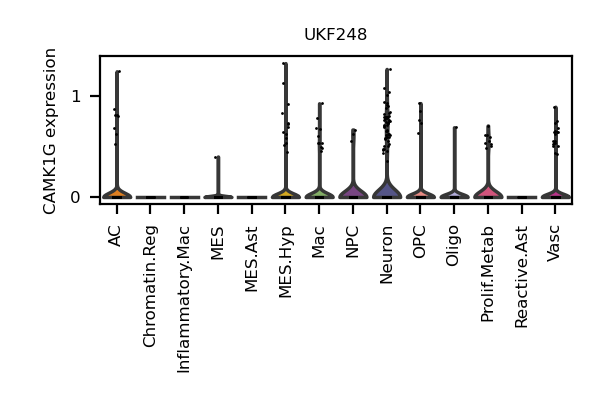 UKF248
CAMK1G expression
1
0
AC
Chromatin.Reg
Inflammatory.Mac
MES
MES.Ast
MES.Hyp
Mac
NPC
Neuron
OPC
Oligo
Prolif.Metab
Reactive.Ast
Vasc